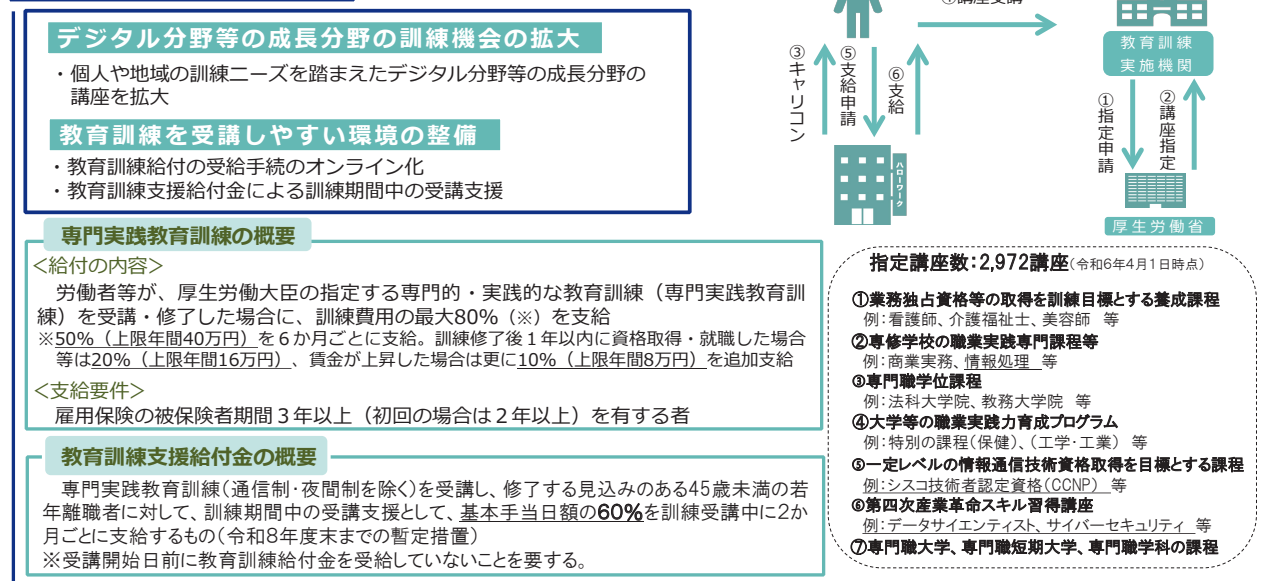 ④講座受講
デジタル分野等の成長分野の訓練機会の拡大
・個人や地域の訓練ニーズを踏まえたデジタル分野等の成長分野の
講座を拡大
教育訓練を受講しやすい環境の整備
・教育訓練給付の受給手続のオンライン化
・教育訓練支援給付金による訓練期間中の受講支援
③キャリコン
⑤支給申請
⑥支給
ハローワーク
教育訓練
実施機関
①指定申請
②講座指定
厚生労働省
専門実践教育訓練の概要
＜給付の内容＞
労働者等が、厚生労働大臣の指定する専門的・実践的な教育訓練（専門実践教育訓
練）を受講・修了した場合に、訓練費用の最大80%（※）を支給
※50%（上限年間40万円）を６か月ごとに支給。訓練修了後１年以内に資格取得・就職した場合
等は20%（上限年間16万円）、賃金が上昇した場合は更に10%（上限年間8万円）を追加支給
＜支給要件＞
雇用保険の被保険者期間３年以上（初回の場合は２年以上）を有する者
教育訓練支援給付金の概要
専門実践教育訓練(通信制･夜間制を除く)を受講し、修了する見込みのある45歳未満の若
年離職者に対して、訓練期間中の受講支援として、基本手当日額の60%を訓練受講中に2か
月ごとに支給するもの(令和8年度末までの暫定措置)
※受講開始日前に教育訓練給付金を受給していないことを要する。
指定講座数：2,972講座(令和６年４月１日時点)
①業務独占資格等の取得を訓練目標とする養成課程
例：看護師、介護福祉士、美容師　等
②専修学校の職業実践専門課程等
例：商業実務、情報処理　等
③専門職学位課程
例：法科大学院、教職大学院　等
④大学等の職業実践力育成プログラム
例：特別の課程(保健)、(工学･工業)　等
⑤一定レベルの情報通信技術資格取得を目標とする課程
例：シスコ技術者認定資格(CCNP)　等
⑥第四次産業革命スキル習得講座
例：データサイエンティスト、サイバーセキュリティ　等
⑦専門職大学、専門職短期大学、専門職学科の課程